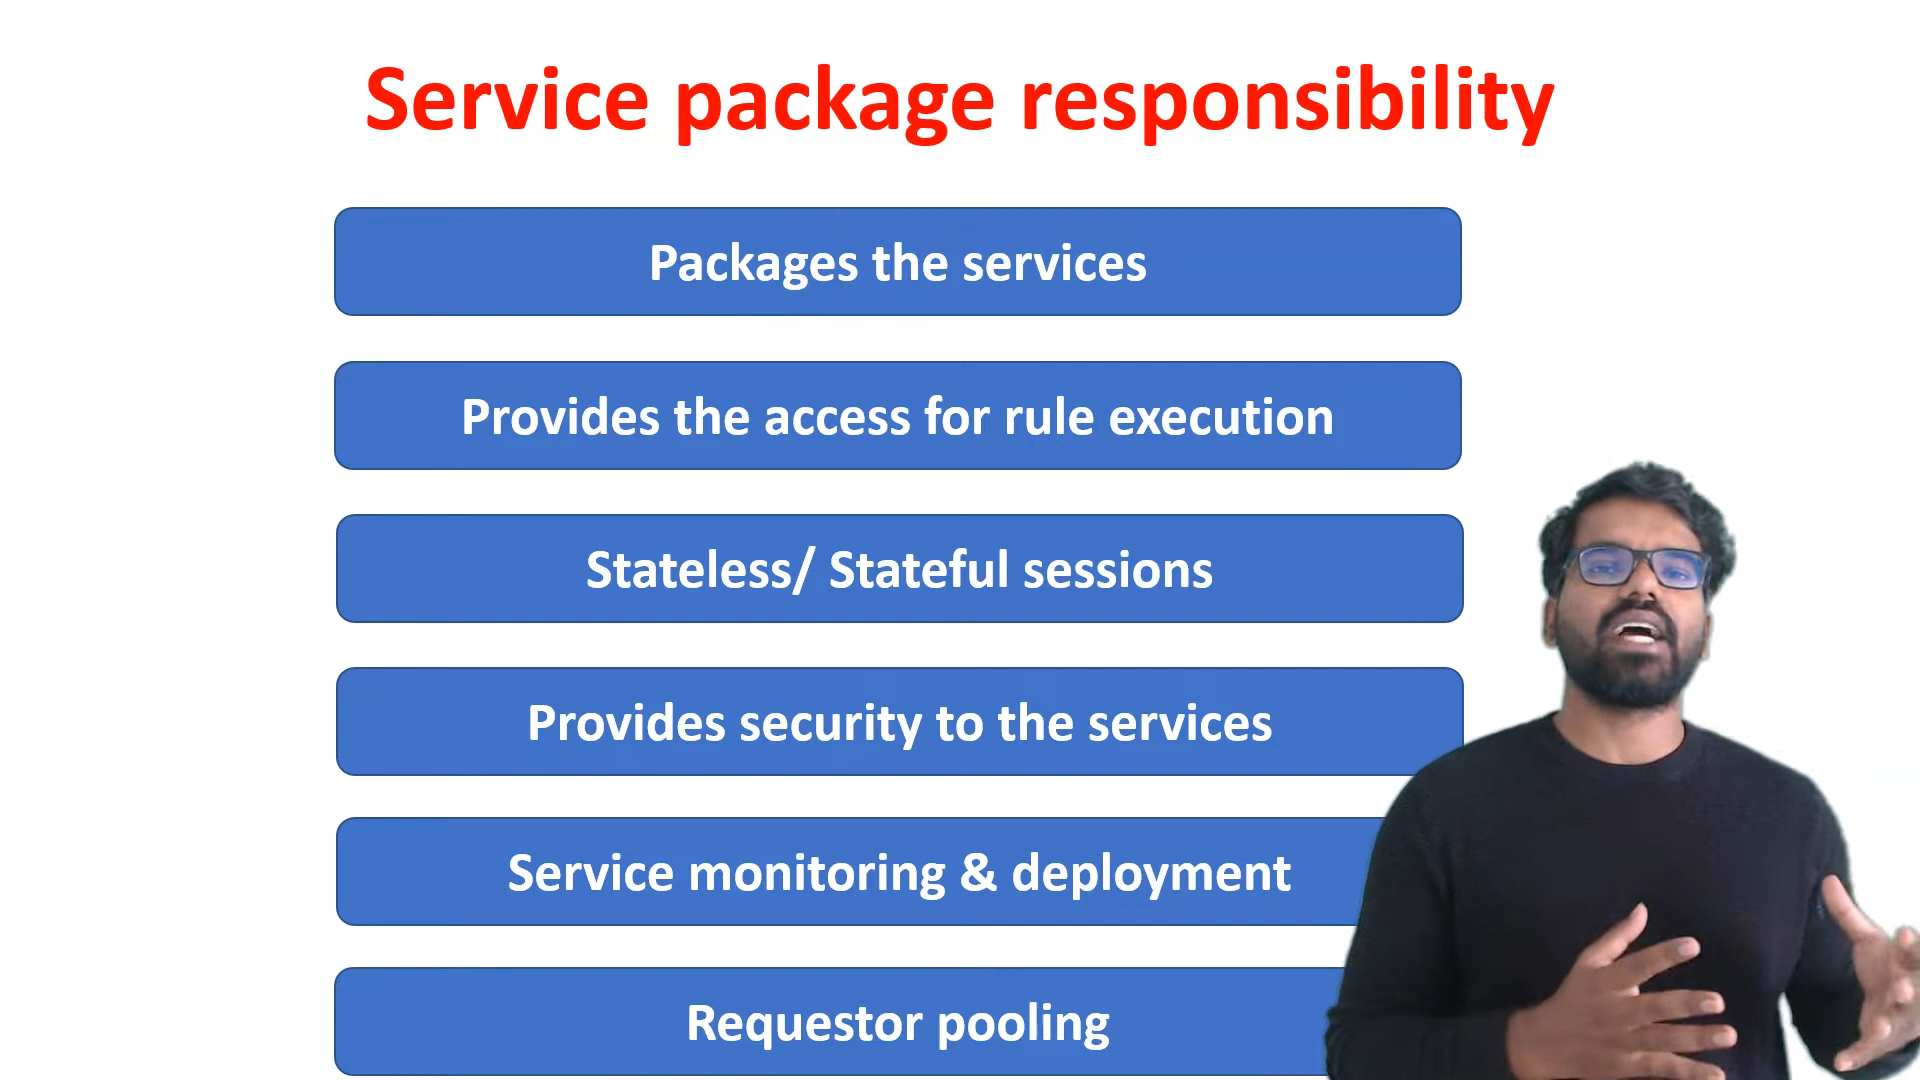 Service package responsibility
Packages the services
Provides the access for rule execution
Stateless/ Stateful sessions
Provides security to the services
Service monitoring & deployment
Requestor pooling